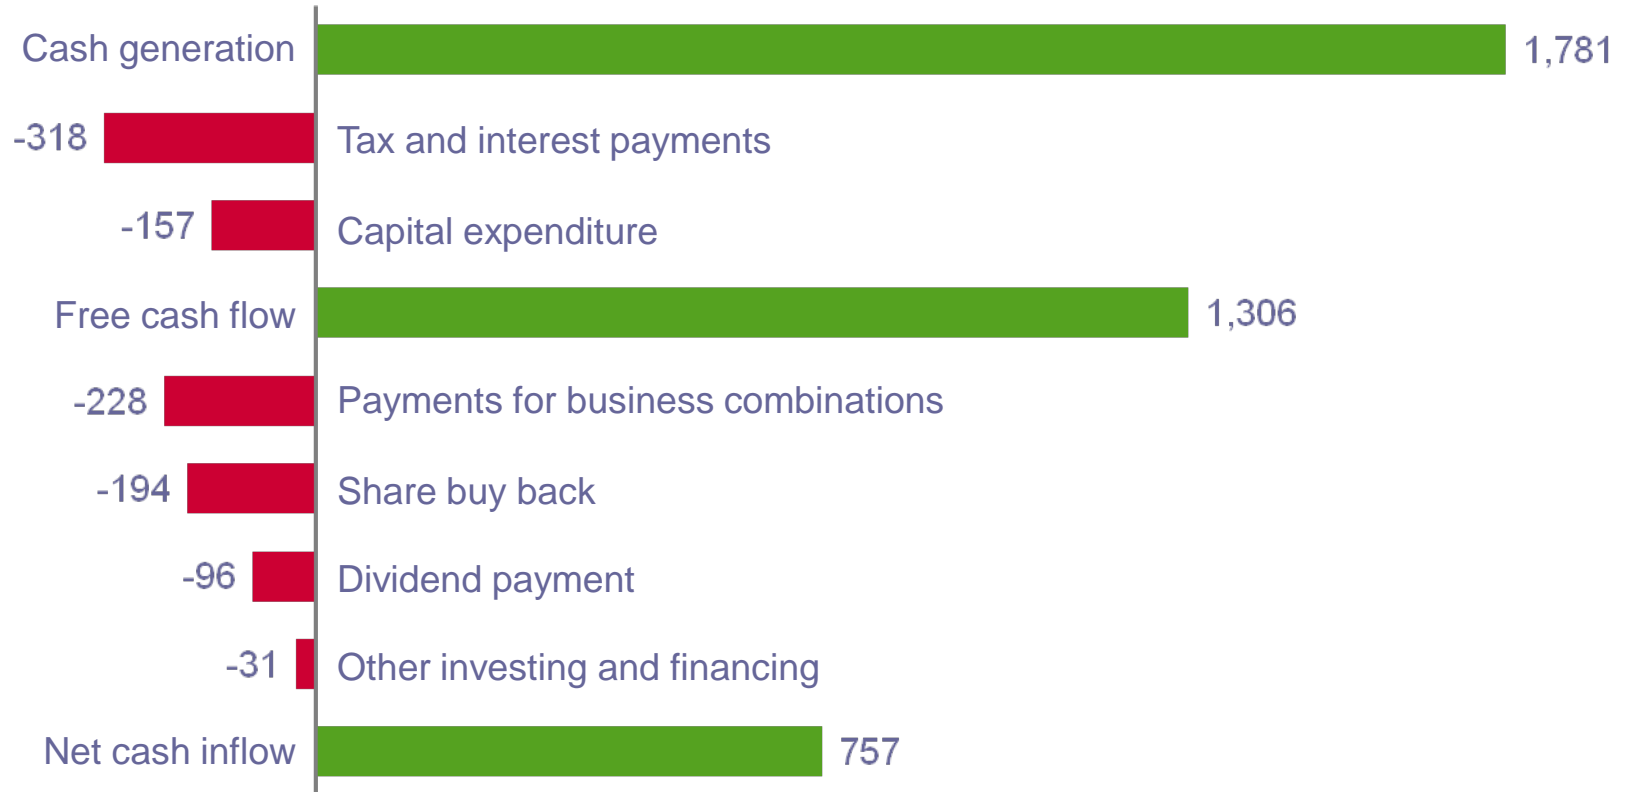 Cash generation 1,781
-318 Tax and interest payments
-157 Capital expenditure
Free cash flow 1,306
-228 Payments for business combinations
-194 Share buy back
-96 Dividend payment
-31 Other investing and financing
Net cash inflow 757